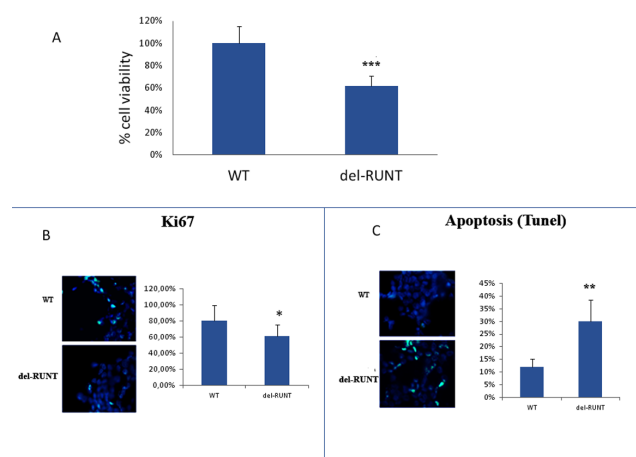 A
% cell viability
120%
100%
80%
60%
40%
20%
0%
***
WT
del-RUNT
Ki67
B
WT
del-RUNT
120,00%
100,00%
80,00%
60,00%
40,00%
20,00%
0,00%
*
WT
del-RUNT
Apoptosis (Tunel)
C
WT
del-RUNT
45%
40%
35%
30%
25%
20%
15%
10%
5%
0%
**
WT
del-RUNT